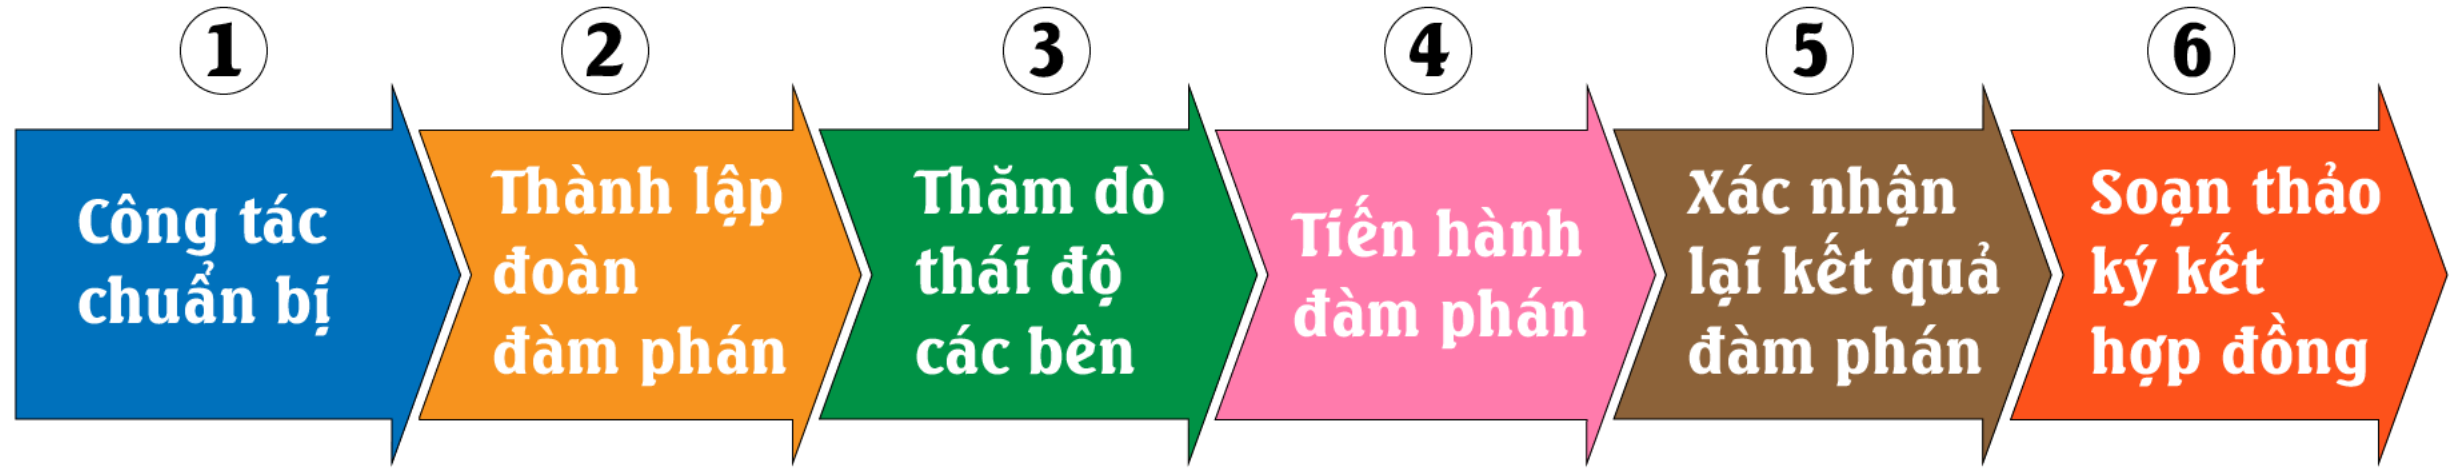 1
Công tác
chuẩn bị
2
Thành lập
đoàn
đàm phán
3
Thăm dò
thái độ
các bên
4
Tiến hành
đàm phán
5
Xác nhận
lại kết quả
đàm phán
6
Soạn thảo
ký kết
hợp đồng